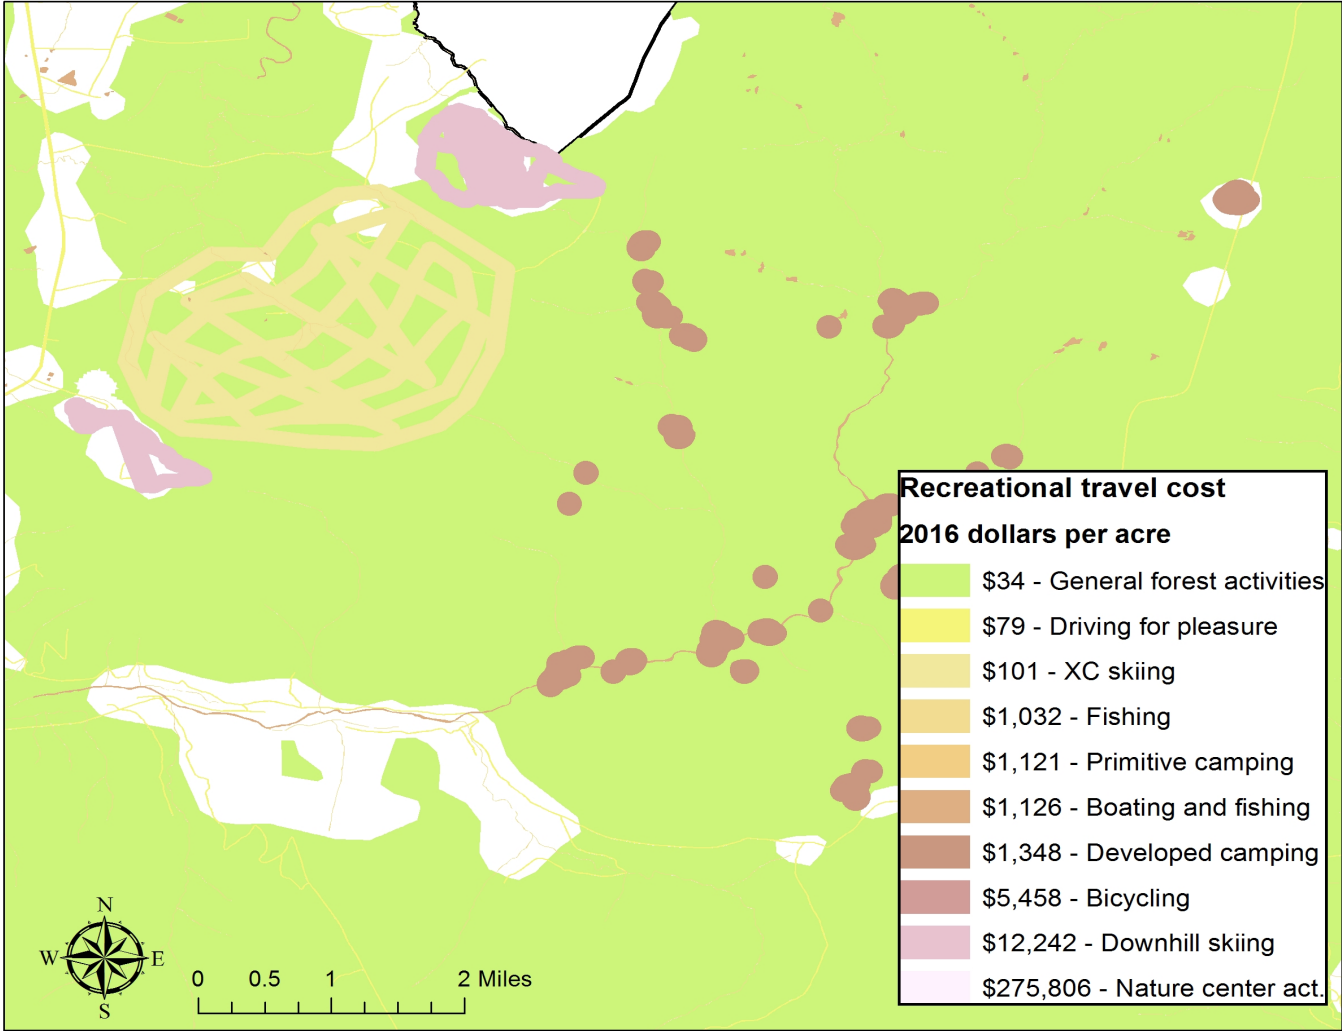 Recreational travel cost
2016 dollars per acre
$34 - General forest activities
$79 - Driving for pleasure
$101 - XC skiing
$1,032 - Fishing
$1,121 - Primitive camping
$1,126 - Boating and fishing
$1,348 - Developed camping
$5,458 - Bicycling
$12,242 - Downhill skiing
$275,806 - Nature center act.
N
W E
S
0 0.5 1 2 Miles